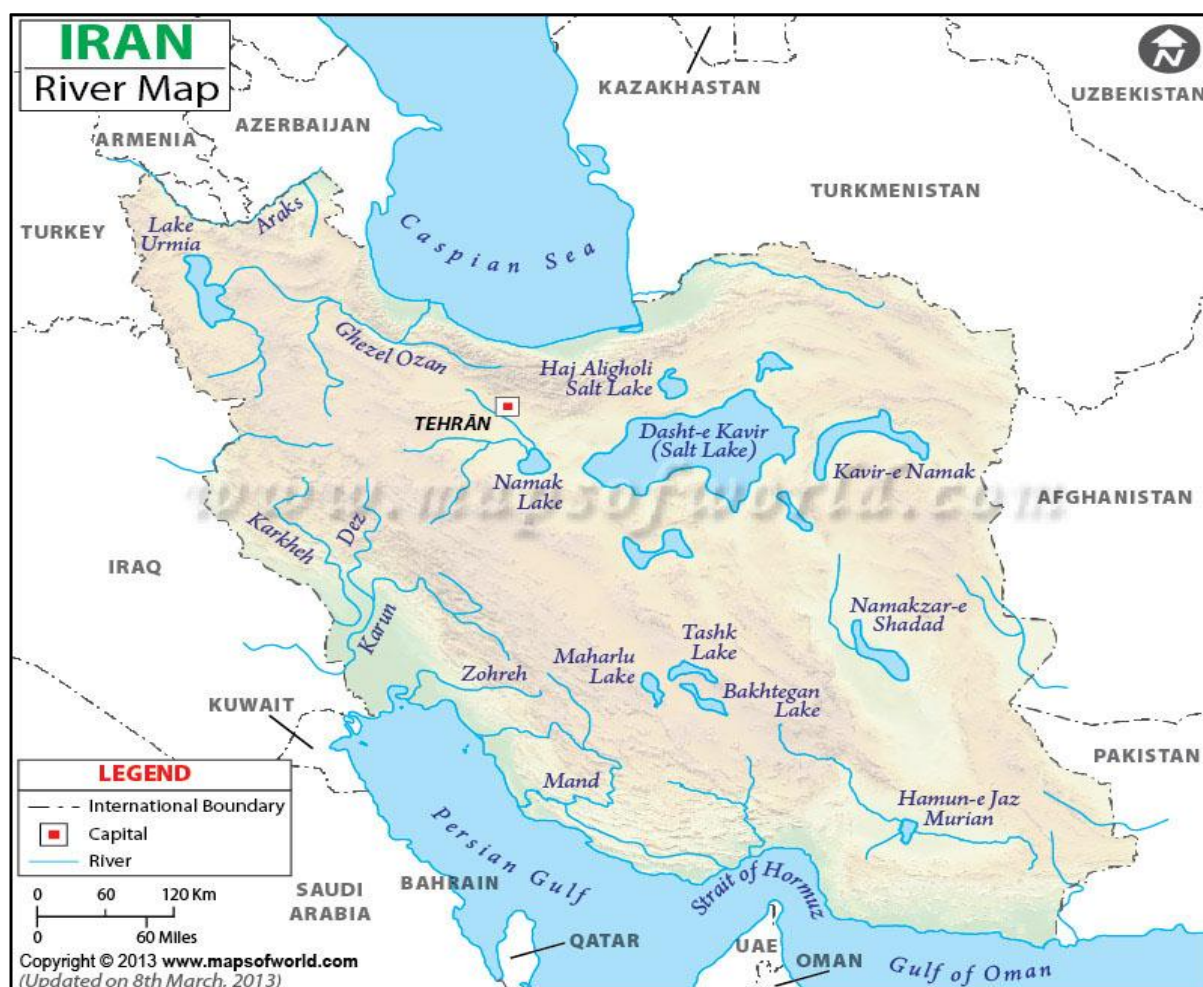 IRAN
River Map
N
KAZAKHASTAN
UZBEKISTAN
AZERBAIJAN
ARMENIA
TURKMENISTAN
TURKEY
Lake
Urmia
Araks
Caspian Sea
Ghezel Ozan
Haj Aligholi
Salt Lake
TEHRĀN
Dasht-e Kavir
(Salt Lake)
Kavir-e Namak
Namak
Lake
www.mapsofworld.com
AFGHANISTAN
Karkheh
Dez
IRAQ
Karun
Namakzar-e
Shadad
Tashk
Lake
Maharlu
Lake
Zohreh
Bakhtegan
Lake
KUWAIT
PAKISTAN
Mand
Hamun-e Jaz
Murian
Persian Gulf
Strait of Hormuz
BAHRAIN
SAUDI
ARABIA
QATAR
UAE
OMAN
Gulf of Oman
LEGEND
International Boundary
Capital
River
0 60 120 Km
0 60 Miles
Copyright © 2013 www.mapsofworld.com
(Updated on 8th March, 2013)